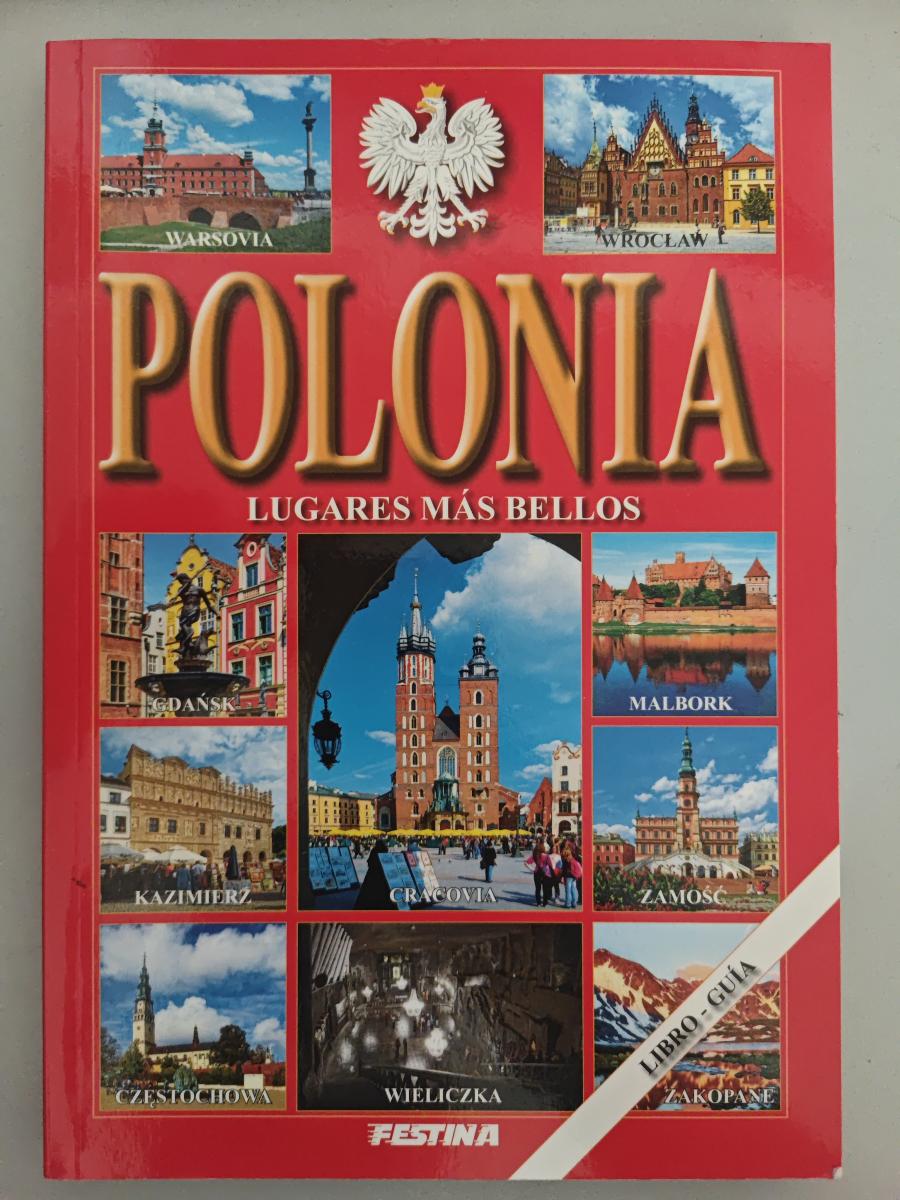 WARSOVIA
WROCŁAW
POLONIA
LUGARES MÁS BELLOS
GDAŃSK
MALBORK
KAZIMIERZ
CRACOVIA
ZAMOŚĆ
CZĘSTOCHOWA
WIELICZKA
ZAKOPANE
LIBRO - GUÍA
FESTINA